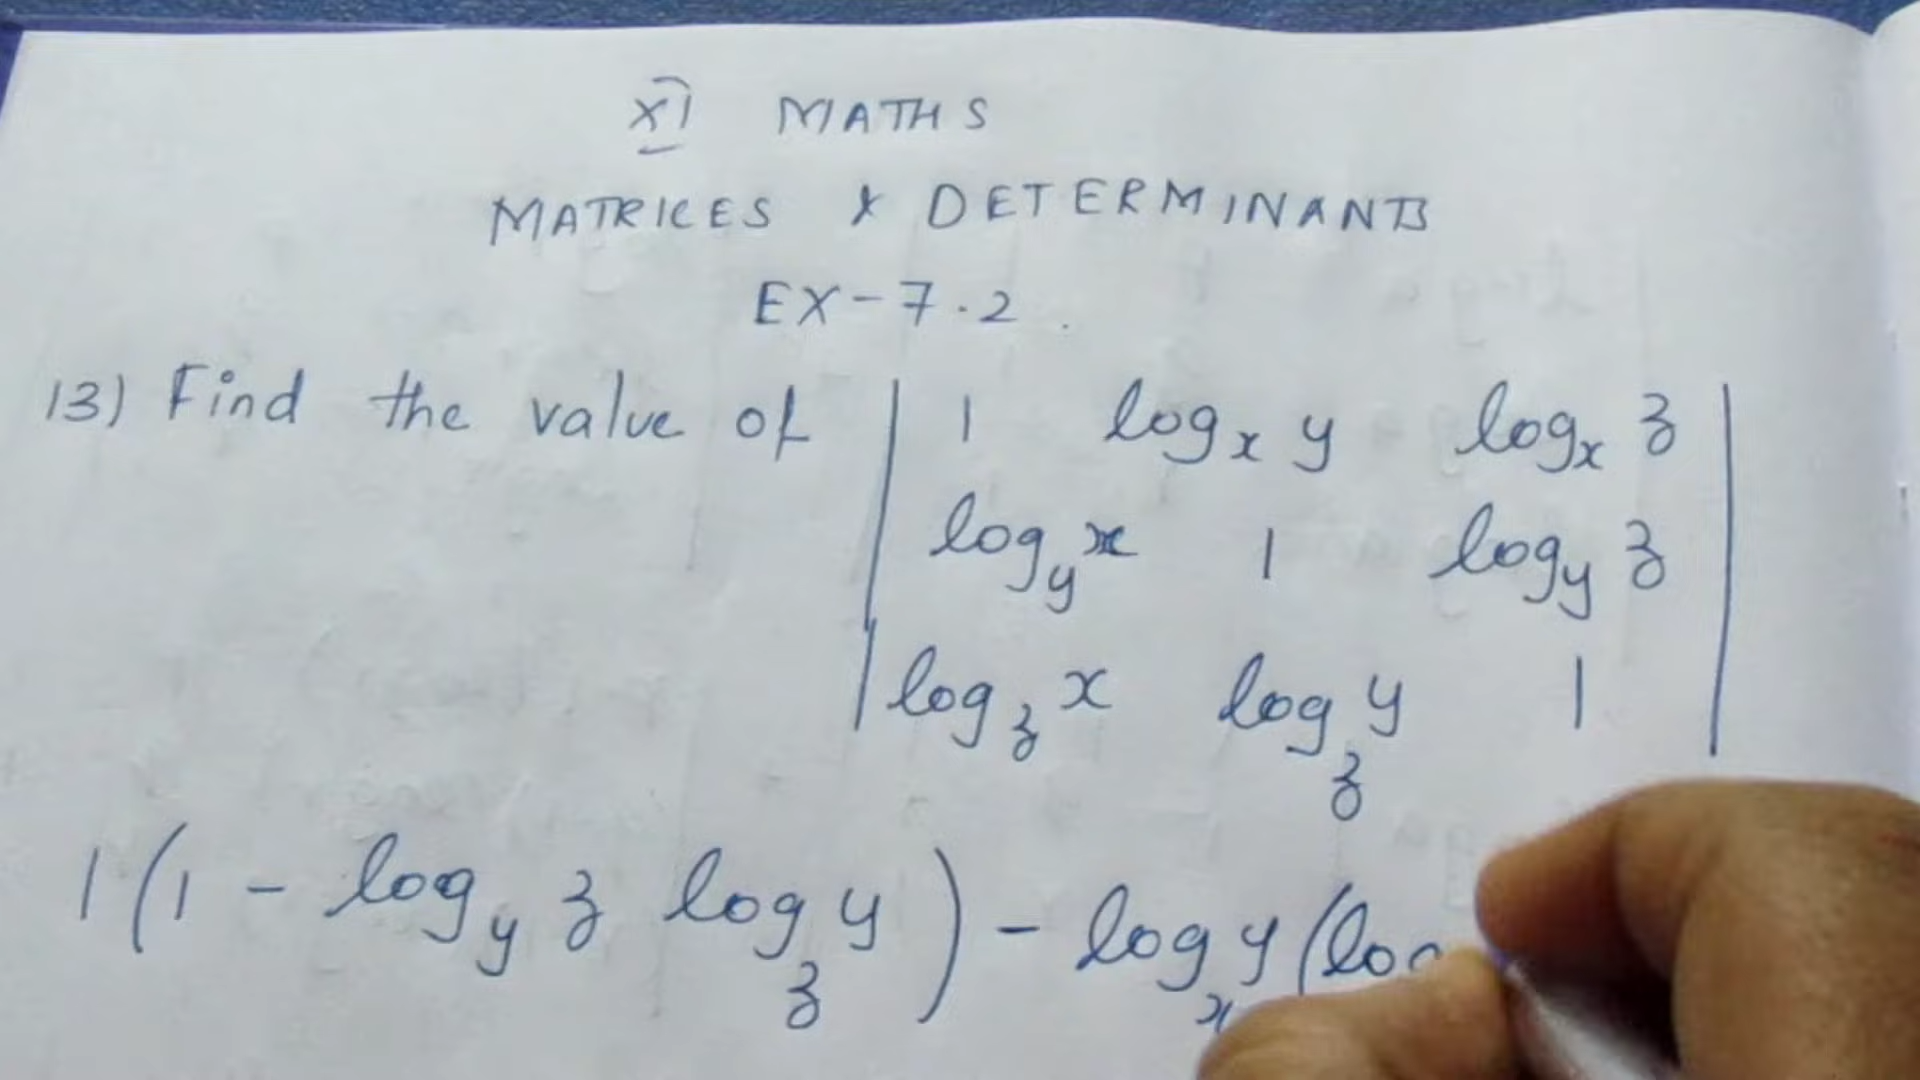 XI MATHS
MATRICES & DETERMINANTS
EX-7.2.
13) Find the value of | 1 log_x y log_x z |
| log_y x 1 log_y z |
| log_z x log_z y 1 |
1(1 - log_y z log_z y) - log_x y (log